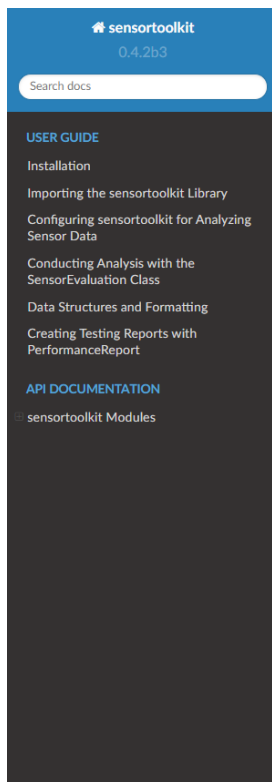 sensortoolkit
0.4.2b3
Search docs
USER GUIDE
Installation
Importing the sensortoolkit Library
Configuring sensortoolkit for Analyzing
Sensor Data
Conducting Analysis with the
SensorEvaluation Class
Data Structures and Formatting
Creating Testing Reports with
PerformanceReport
API DOCUMENTATION
sensortoolkit Modules